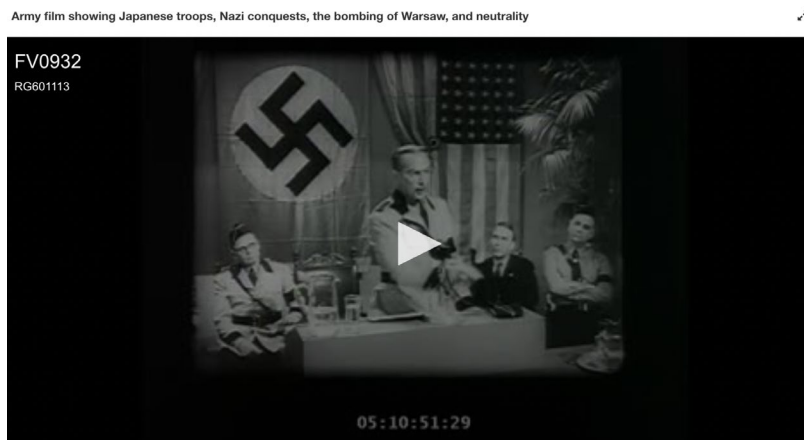 Army film showing Japanese troops, Nazi conquests, the bombing of Warsaw, and neutrality
FV0932
RG601113
05:10:51:29